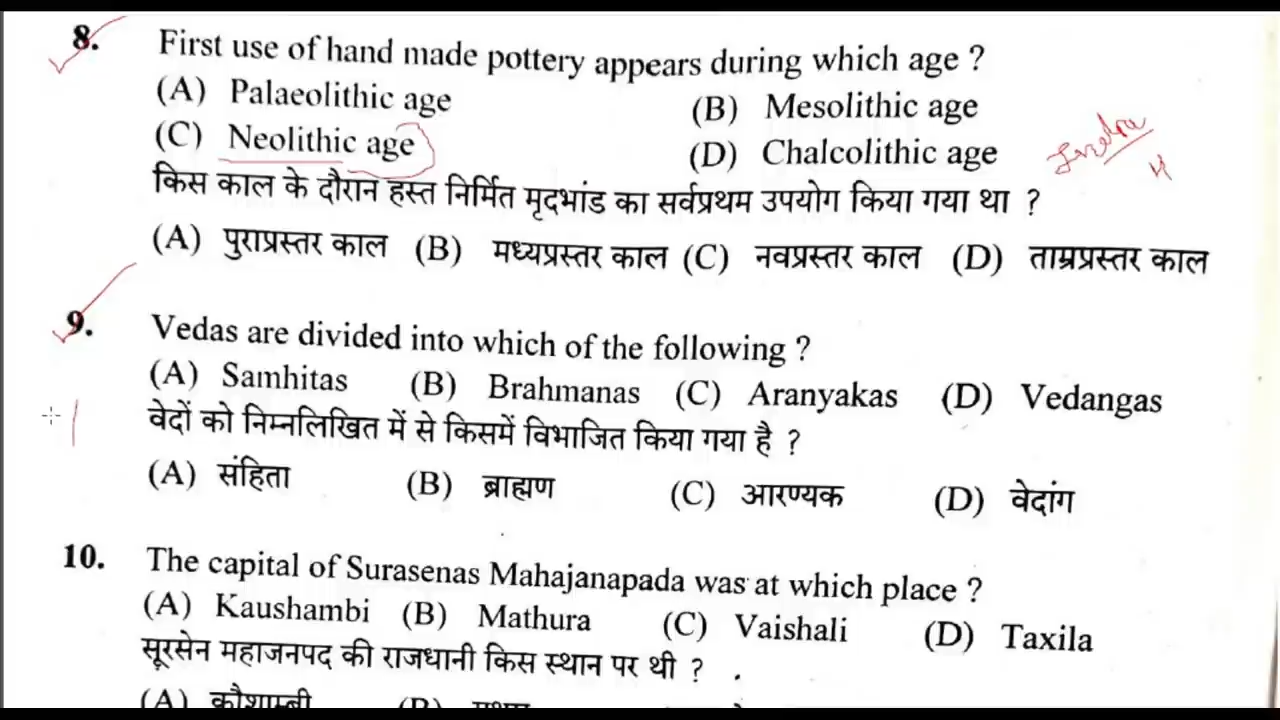 8. First use of hand made pottery appears during which age ?
(A) Palaeolithic age (B) Mesolithic age
(C) Neolithic age (D) Chalcolithic age
किस काल के दौरान हस्त निर्मित मृदभांड का सर्वप्रथम उपयोग किया गया था ?
(A) पुराप्रस्तर काल (B) मध्यप्रस्तर काल (C) नवप्रस्तर काल (D) ताम्रप्रस्तर काल
9. Vedas are divided into which of the following ?
(A) Samhitas (B) Brahmanas (C) Aranyakas (D) Vedangas
वेदों को निम्नलिखित में से किसमें विभाजित किया गया है ?
(A) संहिता (B) ब्राह्मण (C) आरण्यक (D) वेदांग
10. The capital of Surasenas Mahajanapada was at which place ?
(A) Kaushambi (B) Mathura (C) Vaishali (D) Taxila
सूरसेन महाजनपद की राजधानी किस स्थान पर थी ?
(A) कौशाम्बी (B)